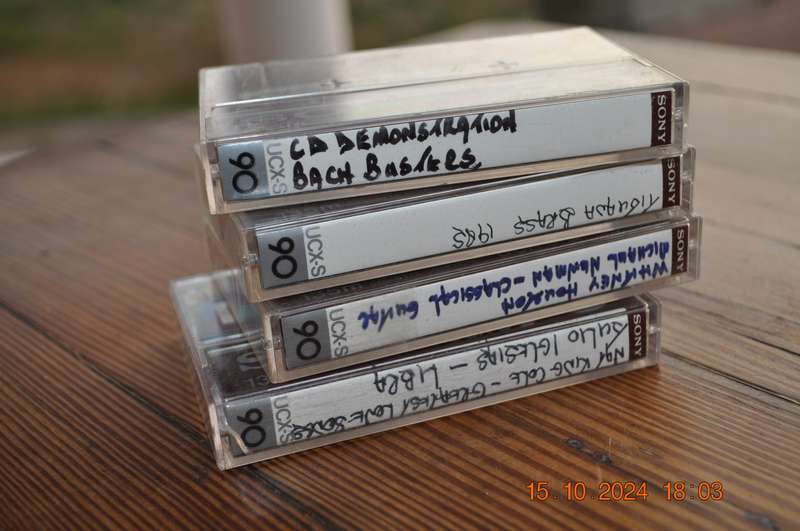 SONY
CD DEMONSTRATION
BACH BUSTERS
90 UCX-S
SONY
TIJUANA BRASS 1985
90 UCX-S
SONY
WHITNEY HOUSTON
MICHAEL NEWMAN - CLASSICAL GUITAR
90 UCX-S
SONY
NAT KING COLE - GREATEST LOVE SONGS
JULIO IGLESIAS - LIBRA
90 UCX-S
15.10.2024 18:03